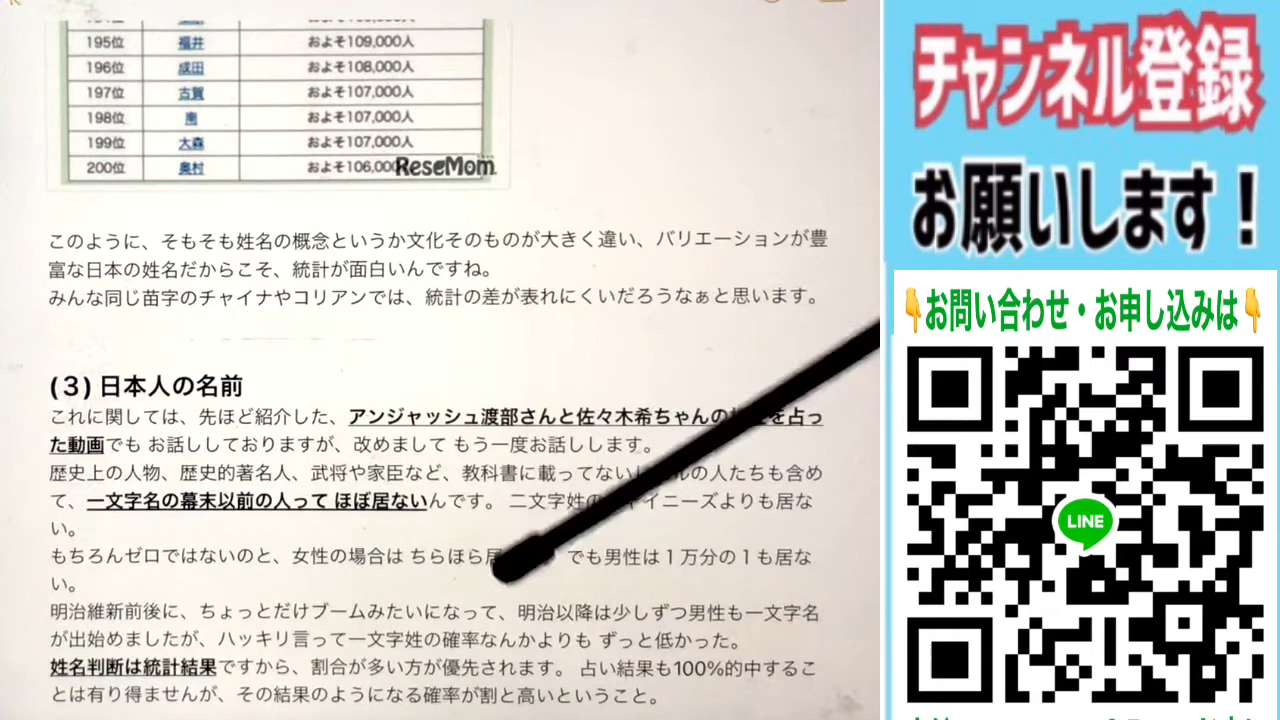 195位 福井 およそ109,000人
196位 成田 およそ108,000人
197位 古賀 およそ107,000人
198位 南 およそ107,000人
199位 大森 およそ107,000人
200位 奥村 およそ106,00
ReseMom
このように、そもそも姓名の概念というか文化そのものが大きく違い、バリエーションが豊
富な日本の姓名だからこそ、統計が面白いんですね。
みんな同じ苗字のチャイナやコリアンでは、統計の差が表れにくいだろうなぁと思います。
(３) 日本人の名前
これに関しては、先ほど紹介した、アンジャッシュ渡部さんと佐々木希ちゃんの を占っ
た動画でも お話ししておりますが、改めまして もう一度お話しします。
歴史上の人物、歴史的著名人、武将や家臣など、教科書に載ってない の人たちも含め
て、一文字名の幕末以前の人って ほぼ居ないんです。 二文字姓の イニーズよりも居な
い。
もちろんゼロではないのと、女性の場合は ちらほら居 でも男性は１万分の１も居な
い。
明治維新前後に、ちょっとだけブームみたいになって、明治以降は少しずつ男性も一文字名
が出始めましたが、ハッキリ言って一文字姓の確率なんかよりも ずっと低かった。
姓名判断は統計結果ですから、割合が多い方が優先されます。 占い結果も100%的中するこ
とは有り得ませんが、その結果のようになる確率が割と高いということ。
チャンネル登録
お願いします！
👇お問い合わせ・お申し込みは👇
LINE